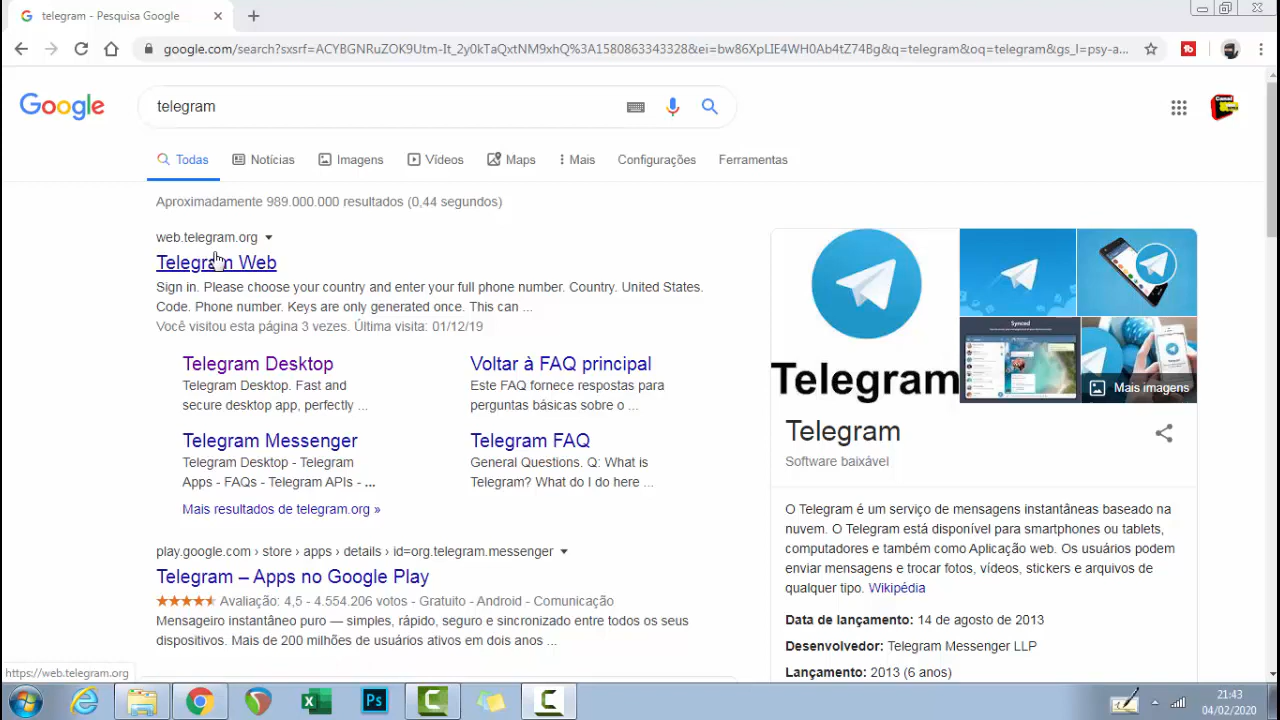 telegram - Pesquisa Google
google.com/search?sxsrf=ACYBGNRuZOK9Utm-It_2y0kTaQxtNM9xhQ%3A1580863343328&ei=bw86XpLIE4WH0Ab4tZ74Bg&q=telegram&oq=telegram&gs_l=psy-a...
Google
telegram
Todas
Notícias
Imagens
Vídeos
Maps
Mais
Configurações
Ferramentas
Aproximadamente 989.000.000 resultados (0,44 segundos)
web.telegram.org
Telegram Web
Sign in. Please choose your country and enter your full phone number. Country. United States.
Code. Phone number. Keys are only generated once. This can ...
Você visitou esta página 3 vezes. Última visita: 01/12/19
Telegram Desktop
Telegram Desktop. Fast and
secure desktop app, perfectly ...
Voltar à FAQ principal
Este FAQ fornece respostas para
perguntas básicas sobre o ...
Telegram Messenger
Telegram Desktop - Telegram
Apps - FAQs - Telegram APIs - ...
Telegram FAQ
General Questions. Q: What is
Telegram? What do I do here ...
Mais resultados de telegram.org »
play.google.com › store › apps › details › id=org.telegram.messenger
Telegram – Apps no Google Play
Avaliação: 4,5 - 4.554.206 votos - Gratuito - Android - Comunicação
Mensageiro instantâneo puro — simples, rápido, seguro e sincronizado entre todos os seus
dispositivos. Mais de 200 milhões de usuários ativos em dois anos ...
Telegram
Synced
Mais imagens
Telegram
Software baixável
O Telegram é um serviço de mensagens instantâneas baseado na
nuvem. O Telegram está disponível para smartphones ou tablets,
computadores e também como Aplicação web. Os usuários podem
enviar mensagens e trocar fotos, vídeos, stickers e arquivos de
qualquer tipo. Wikipédia
Data de lançamento: 14 de agosto de 2013
Desenvolvedor: Telegram Messenger LLP
Lançamento: 2013 (6 anos)
https://web.telegram.org
Ps
21:43
04/02/2020